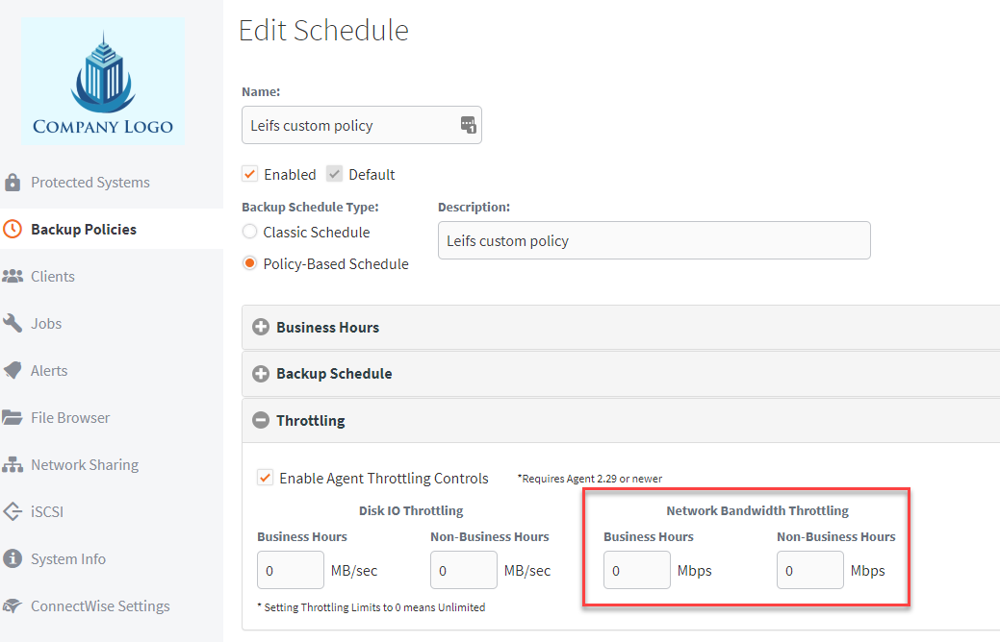 COMPANY LOGO
Protected Systems
Backup Policies
Clients
Jobs
Alerts
File Browser
Network Sharing
iSCSI
System Info
ConnectWise Settings
Edit Schedule
Name:
Leifs custom policy
1
Enabled Default
Backup Schedule Type: Description:
Classic Schedule
Leifs custom policy
Policy-Based Schedule
Business Hours
Backup Schedule
Throttling
Enable Agent Throttling Controls *Requires Agent 2.29 or newer
Disk IO Throttling Network Bandwidth Throttling
Business Hours Non-Business Hours Business Hours Non-Business Hours
0 MB/sec 0 MB/sec 0 Mbps 0 Mbps
* Setting Throttling Limits to 0 means Unlimited